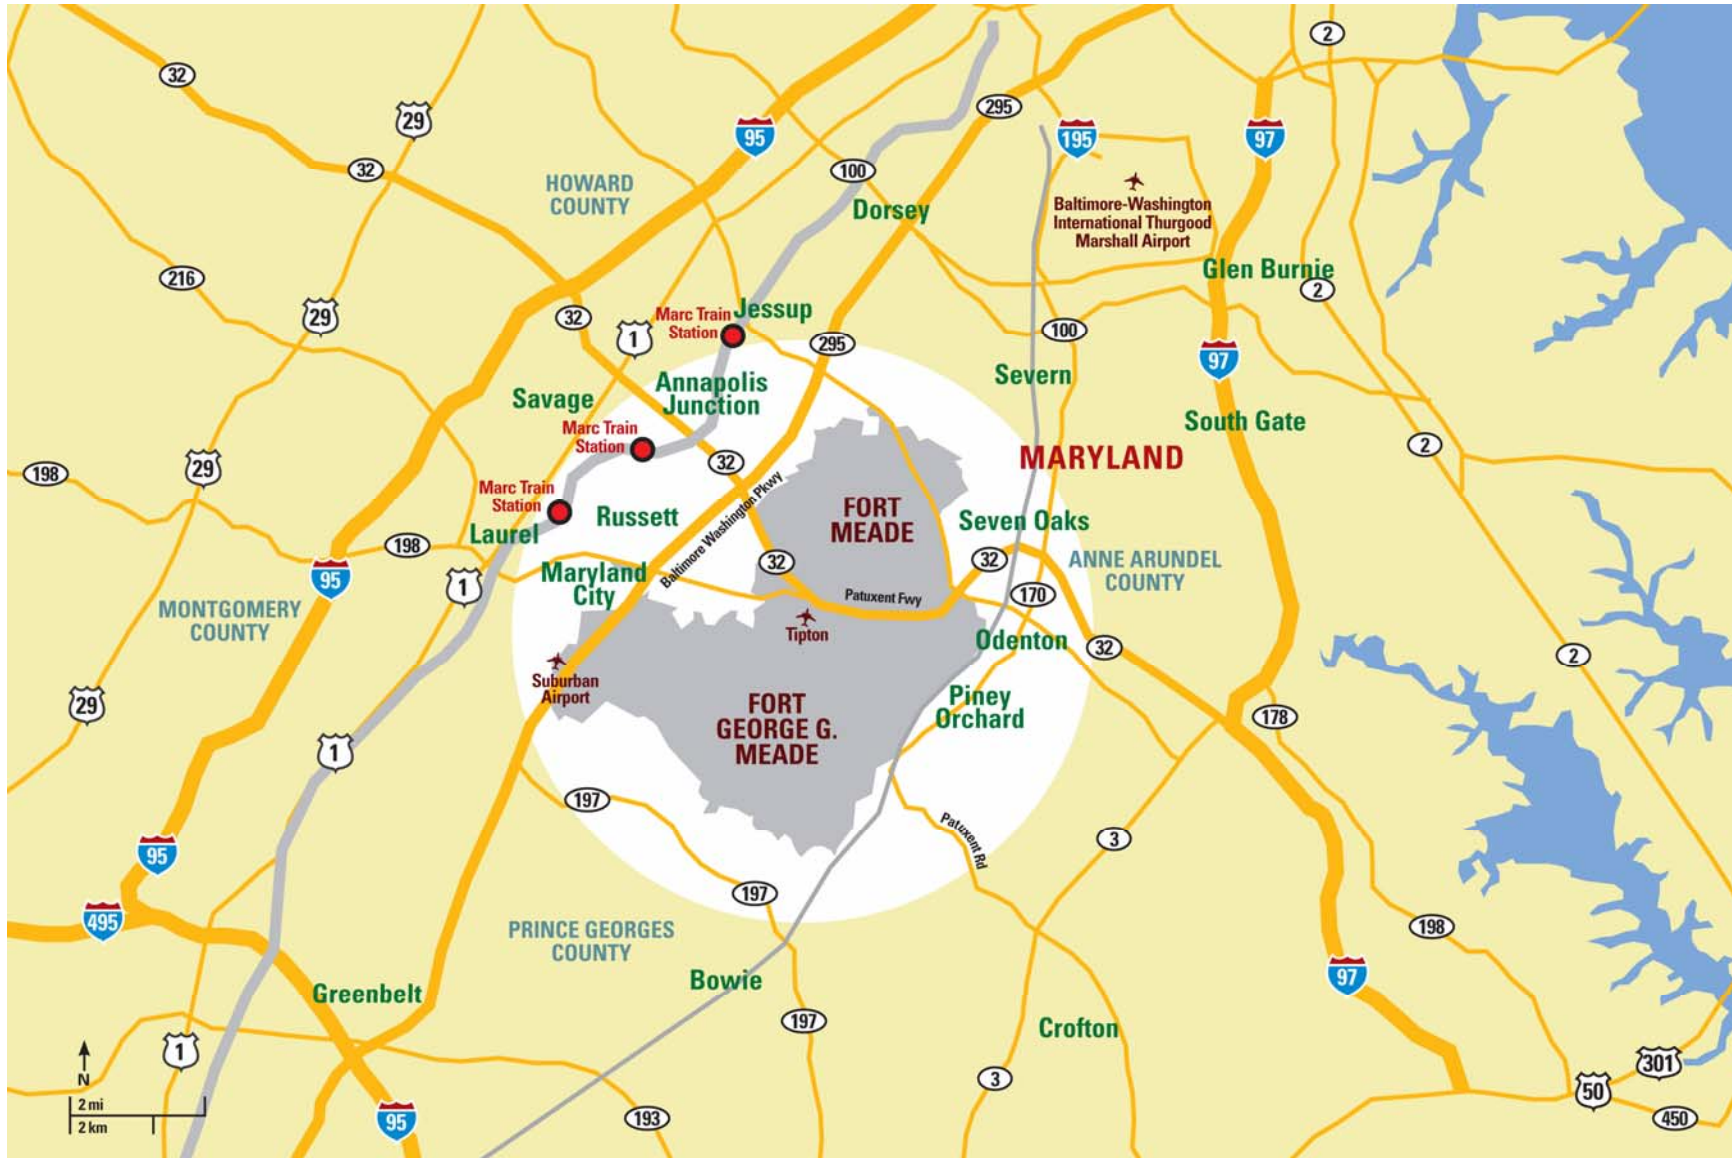 2
32
29
95
295
195
97
32
100
HOWARD
COUNTY
Dorsey
Baltimore-Washington
International Thurgood
Marshall Airport
216
Glen Burnie
2
29
32
1
Marc Train
Station
Jessup
295
100
97
Severn
Annapolis
Junction
Savage
South Gate
Marc Train
Station
MARYLAND
2
29
198
32
Marc Train
Station
Baltimore Washington Pkwy
FORT
MEADE
Russett
Seven Oaks
Laurel
198
32
32
ANNE ARUNDEL
COUNTY
95
1
Maryland
City
Patuxent Fwy
170
MONTGOMERY
COUNTY
Tipton
Odenton
32
2
Suburban
Airport
FORT
GEORGE G.
MEADE
Piney
Orchard
29
178
1
197
Patuxent Rd
3
95
197
495
198
PRINCE GEORGES
COUNTY
97
Bowie
Greenbelt
197
Crofton
1
N
301
3
50
2 mi
2 km
95
193
450